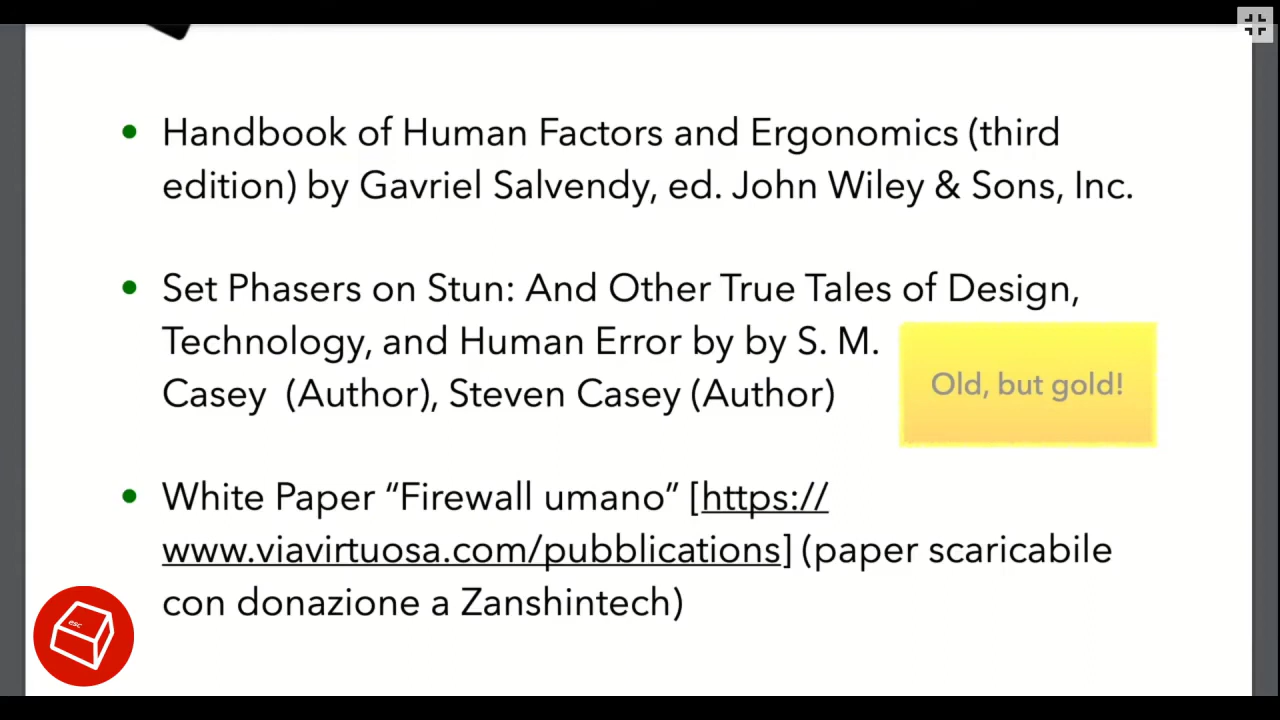 Handbook of Human Factors and Ergonomics (third
edition) by Gavriel Salvendy, ed. John Wiley & Sons, Inc.
Set Phasers on Stun: And Other True Tales of Design,
Technology, and Human Error by by S. M.
Casey (Author), Steven Casey (Author)
Old, but gold!
White Paper “Firewall umano” [https://
www.viavirtuosa.com/pubblications] (paper scaricabile
con donazione a Zanshintech)
esc